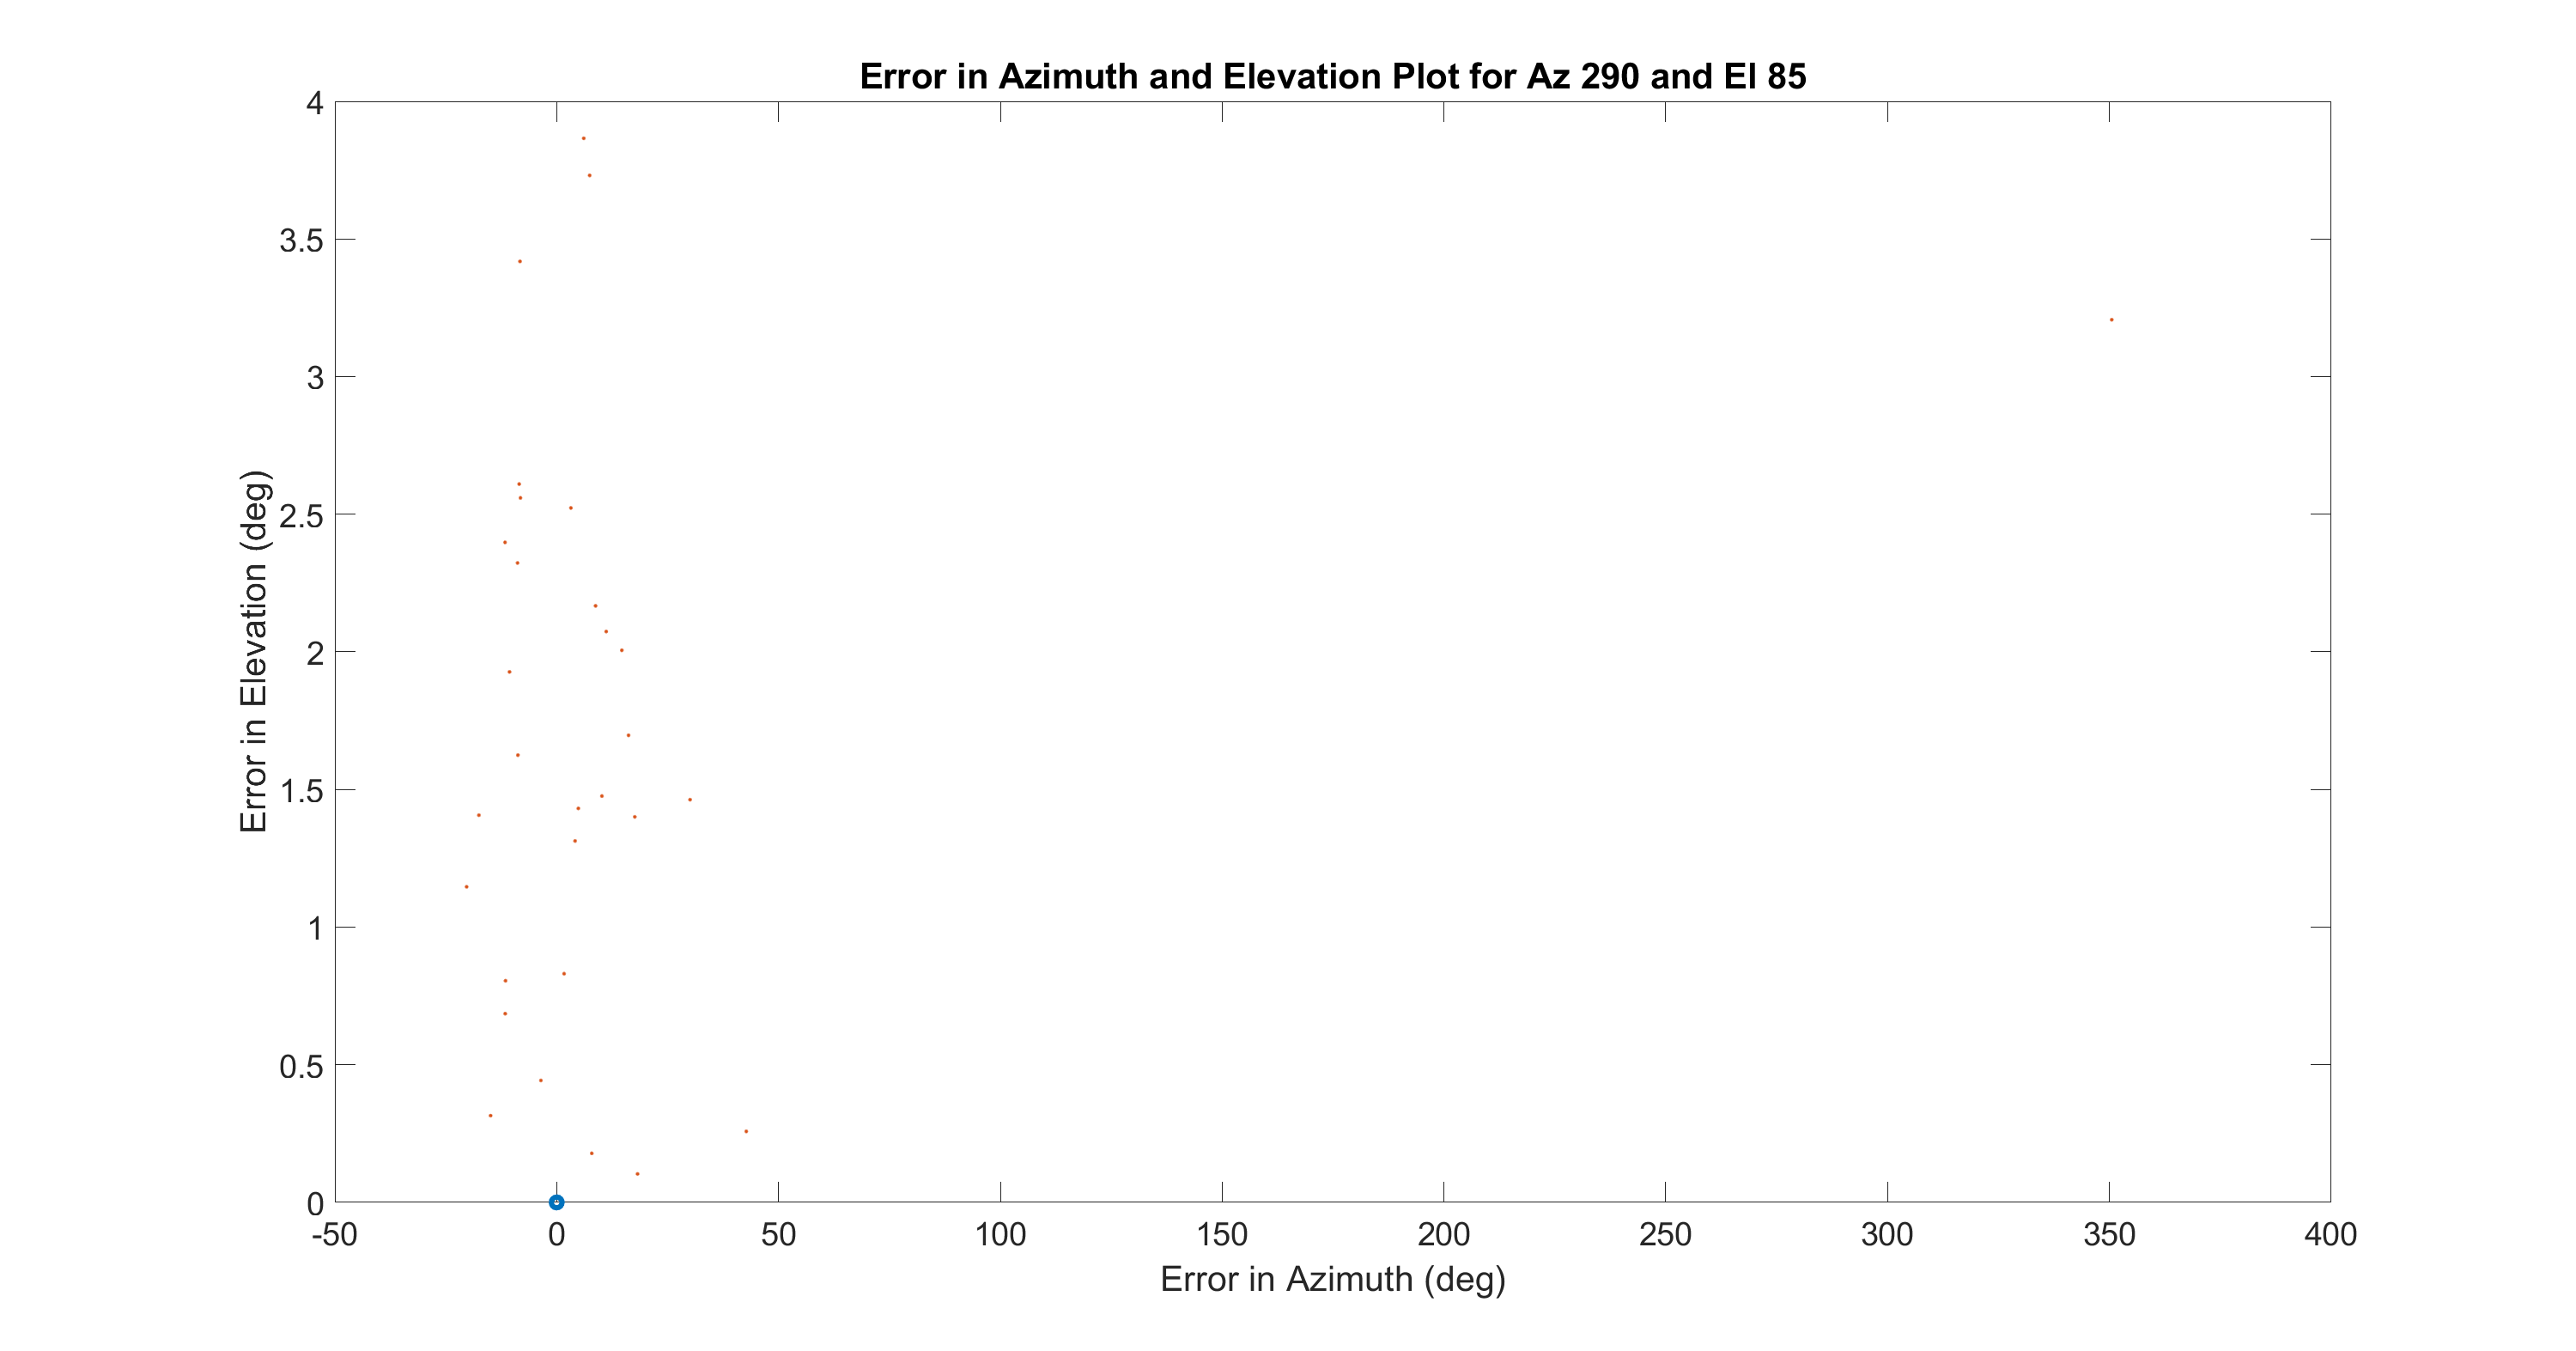 Error in Azimuth and Elevation Plot for Az 290 and El 85
4
3.5
3
2.5
2
1.5
1
0.5
0
Error in Elevation (deg)
-50 0 50 100 150 200 250 300 350 400
Error in Azimuth (deg)